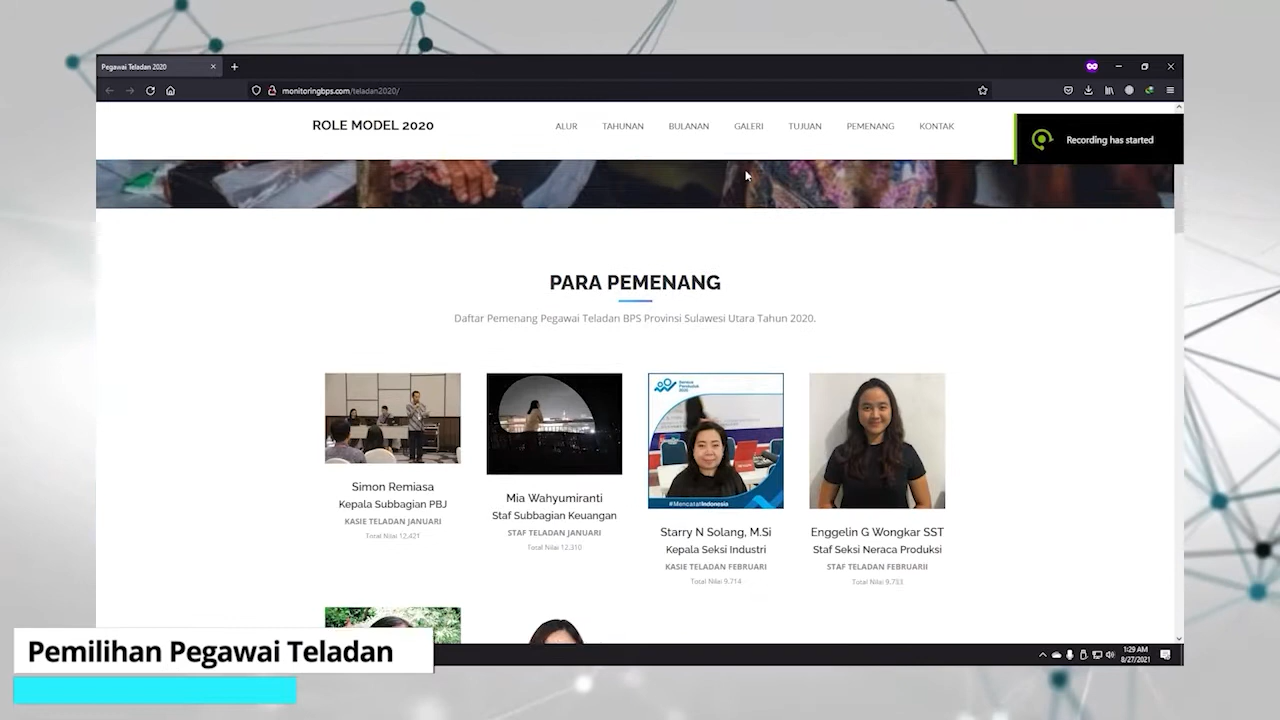 Pegawai Teladan 2020
monitoringbps.com/teladan2020/
ROLE MODEL 2020
ALUR TAHUNAN BULANAN GALERI TUJUAN PEMENANG KONTAK
Recording has started
PARA PEMENANG
Daftar Pemenang Pegawai Teladan BPS Provinsi Sulawesi Utara Tahun 2020.
Simon Remiasa
Kepala Subbagian PBJ
KASIE TELADAN JANUARI
Total Nilai 12,421
Mia Wahyumiranti
Staf Subbagian Keuangan
STAF TELADAN JANUARI
Total Nilai 12,310
#MencatatIndonesia
Starry N Solang, M.Si
Kepala Seksi Industri
KASIE TELADAN FEBRUARI
Total Nilai 9.714
Enggelin G Wongkar SST
Staf Seksi Neraca Produksi
STAF TELADAN FEBRUARII
Total Nilai 9.733
Pemilihan Pegawai Teladan
1:29 AM
8/27/2021